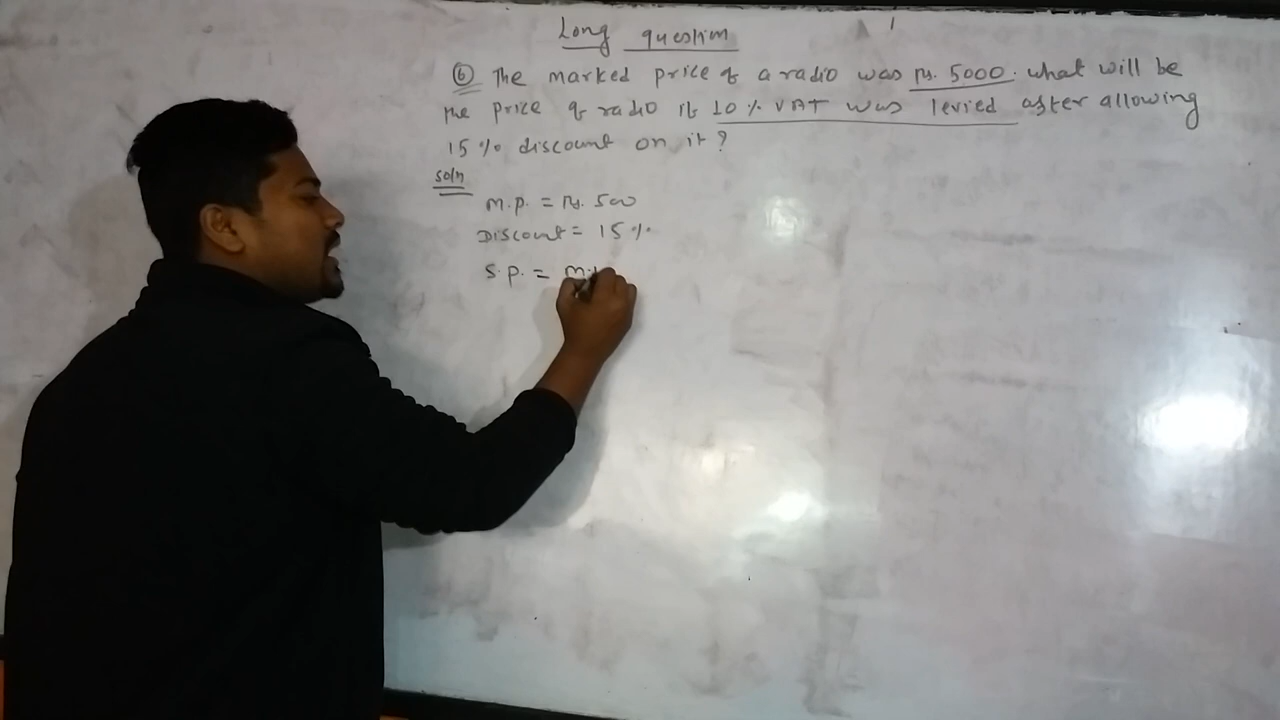 Long question
⑥ The marked price of a radio was Rs. 5000. what will be
the price of radio if 10% VAT was levied after allowing
15% discount on it?
soln
M.P. = Rs. 500
Discount = 15%
S.P. = M.